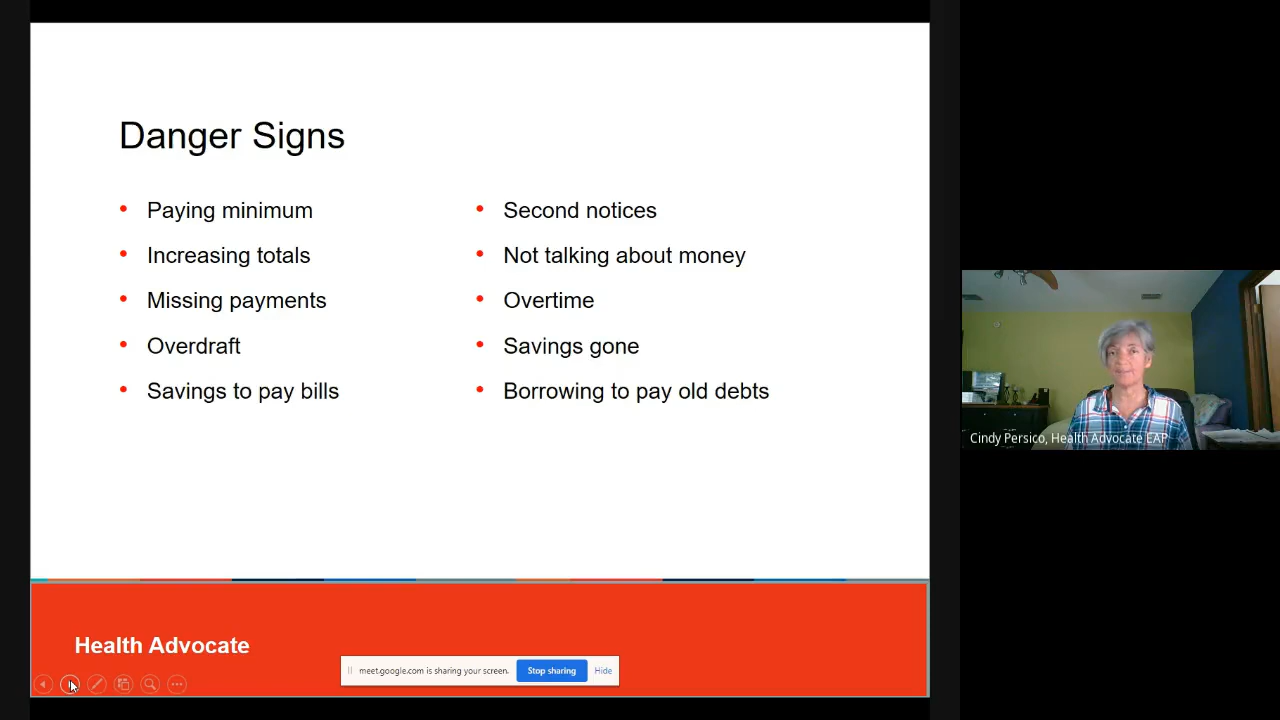 Danger Signs
Paying minimum
Increasing totals
Missing payments
Overdraft
Savings to pay bills
Second notices
Not talking about money
Overtime
Savings gone
Borrowing to pay old debts
Cindy Persico, Health Advocate EAP
Health Advocate
meet.google.com is sharing your screen.
Stop sharing
Hide